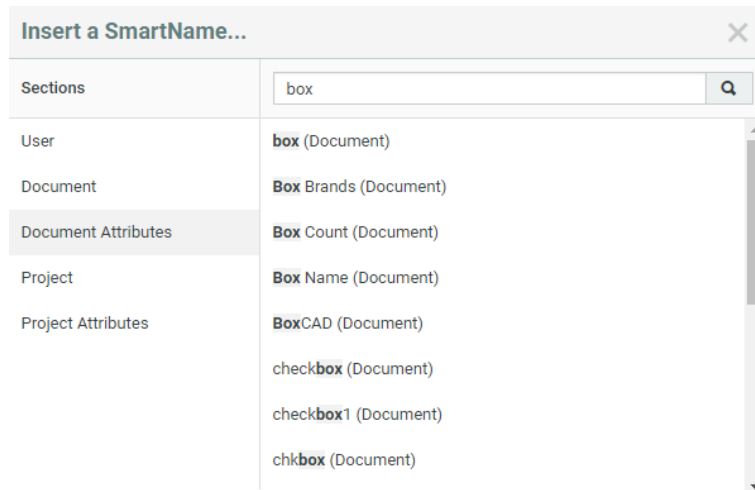 Insert a SmartName...
Sections
box
User
Document
Document Attributes
Project
Project Attributes
box (Document)
Box Brands (Document)
Box Count (Document)
Box Name (Document)
BoxCAD (Document)
checkbox (Document)
checkbox1 (Document)
chkbox (Document)